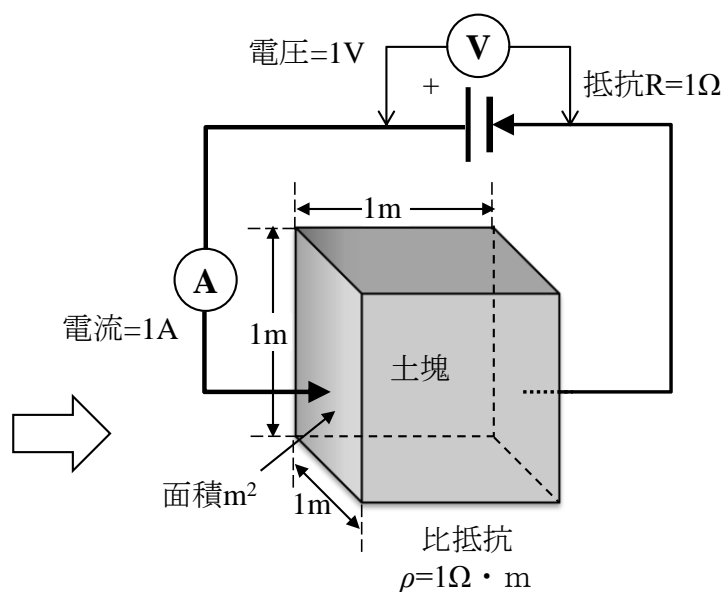 電圧=1V
V
+
抵抗R=1Ω
1m
A
電流=1A
1m
土塊
面積m²
1m
比抵抗
ρ=1Ω・m